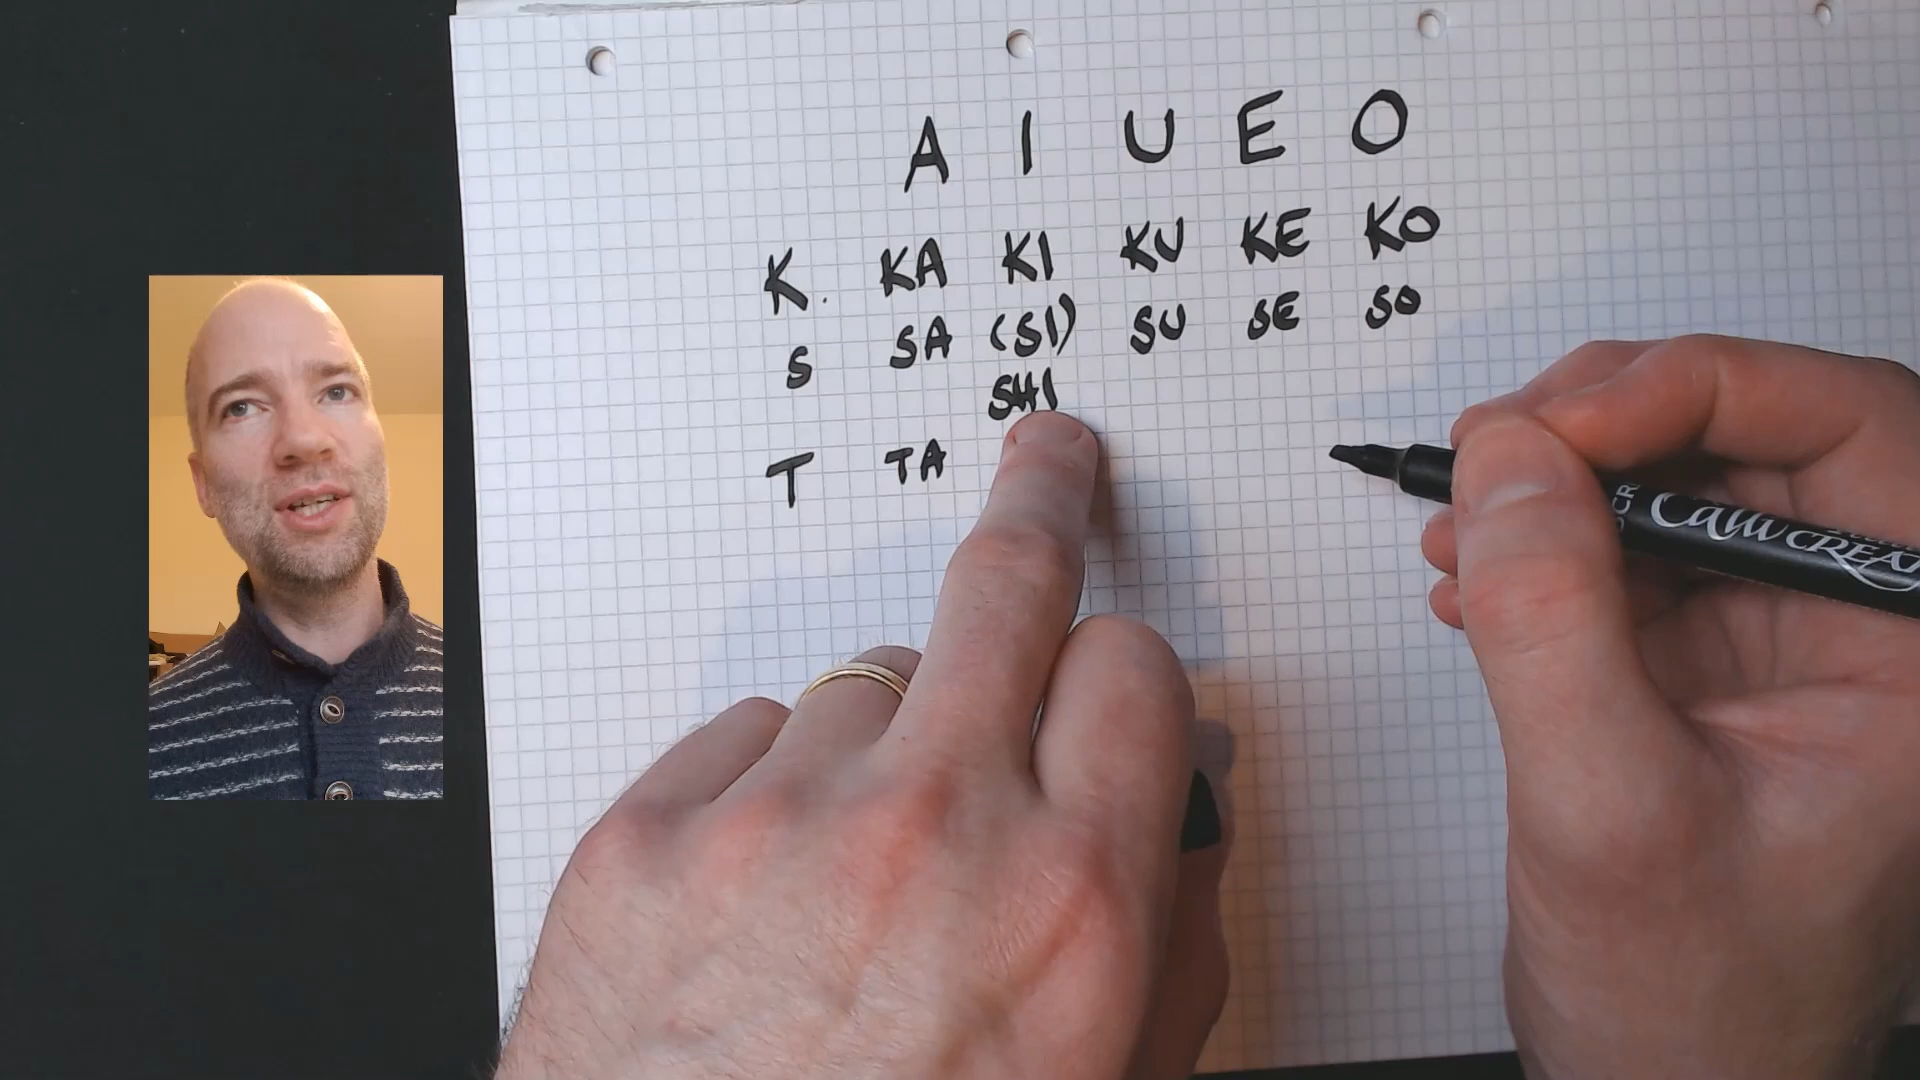 A I U E O
K. KA KI KU KE KO
S SA (SI) SU SE SO
SHI
T TA